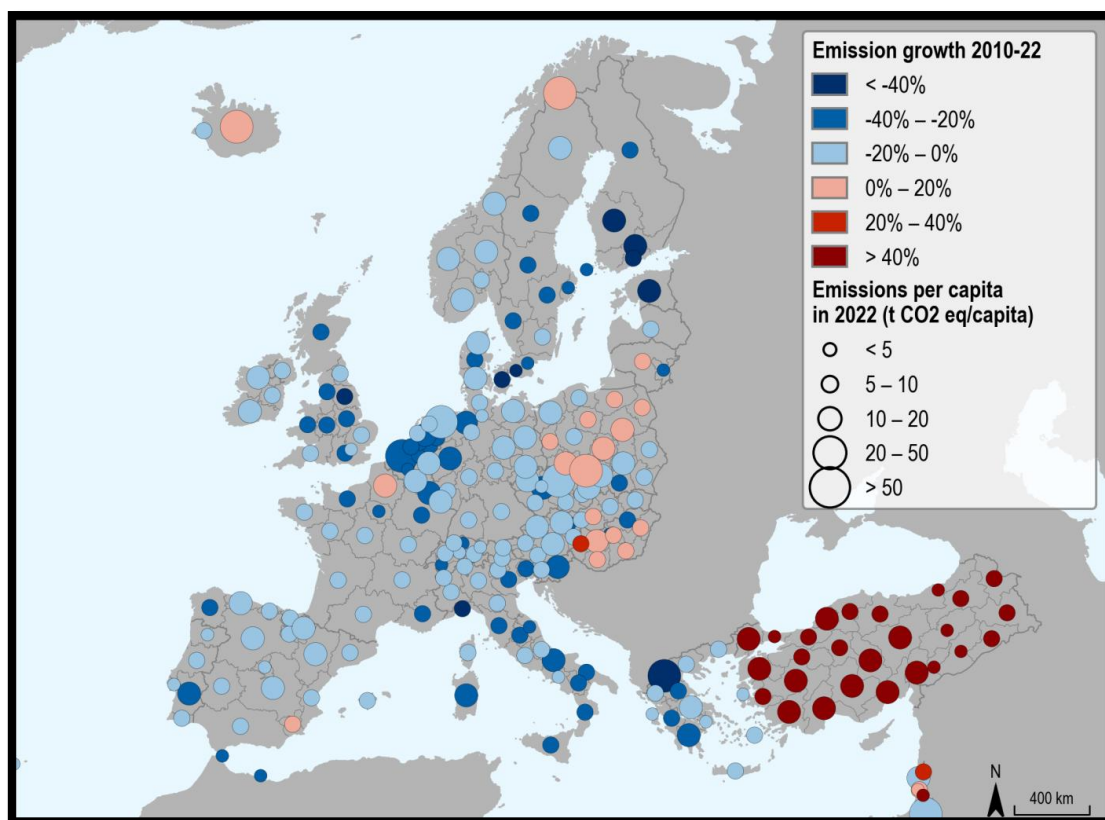 Emission growth 2010-22
< -40%
-40% – -20%
-20% – 0%
0% – 20%
20% – 40%
> 40%
Emissions per capita
in 2022 (t CO2 eq/capita)
< 5
5 – 10
10 – 20
20 – 50
> 50
N
400 km